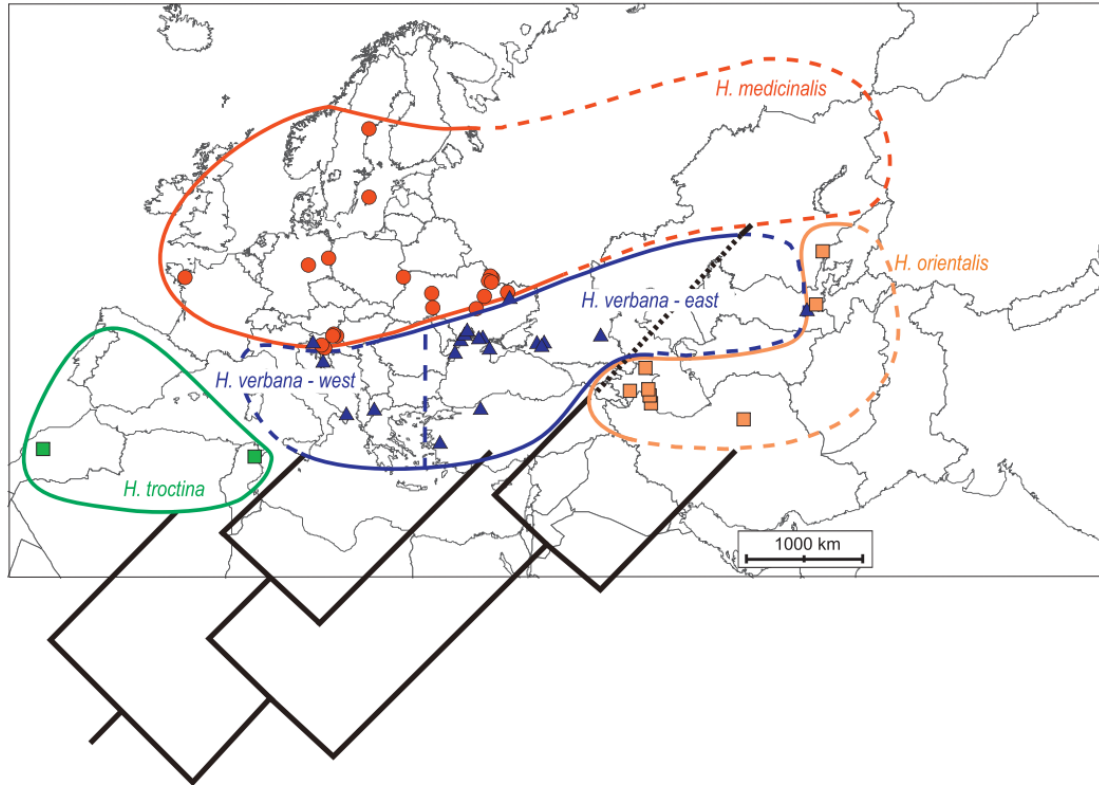 H. medicinalis
H. orientalis
H. verbana - east
H. verbana - west
H. troctina
1000 km